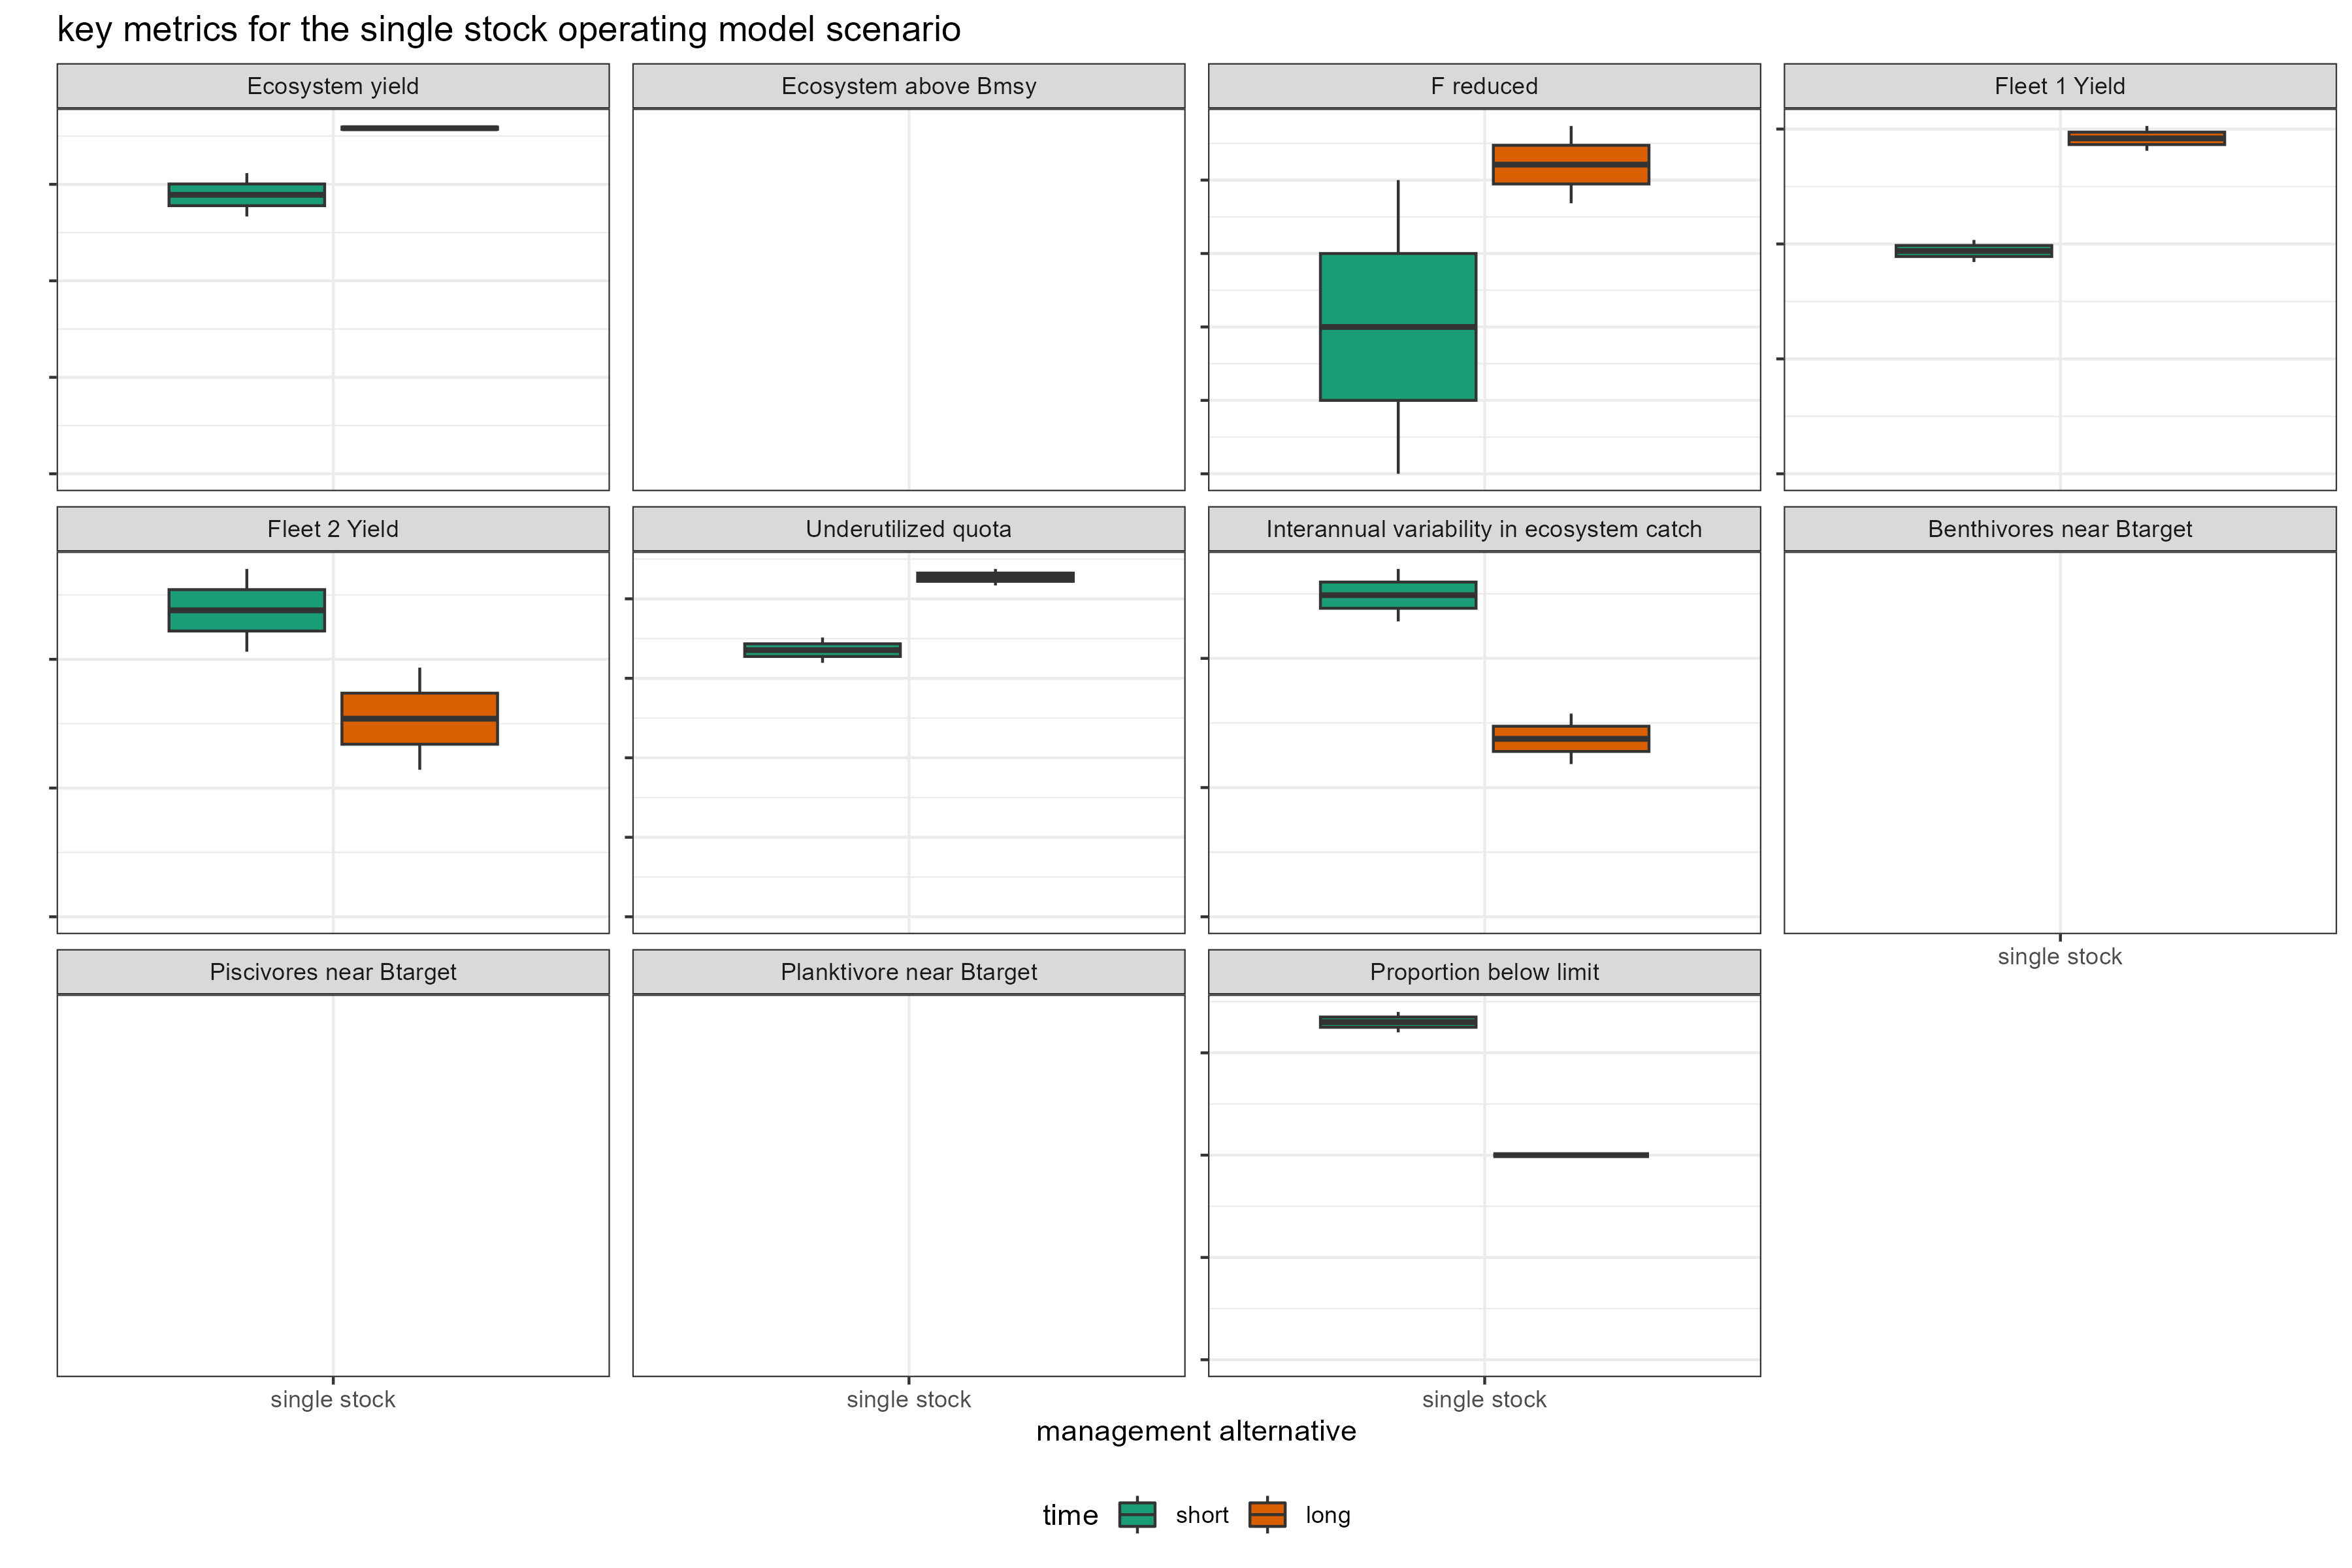 key metrics for the single stock operating model scenario
Ecosystem yield
Ecosystem above Bmsy
F reduced
Fleet 1 Yield
Fleet 2 Yield
Underutilized quota
Interannual variability in ecosystem catch
Benthivores near Btarget
single stock
Piscivores near Btarget
Planktivore near Btarget
Proportion below limit
single stock
single stock
single stock
management alternative
time short long